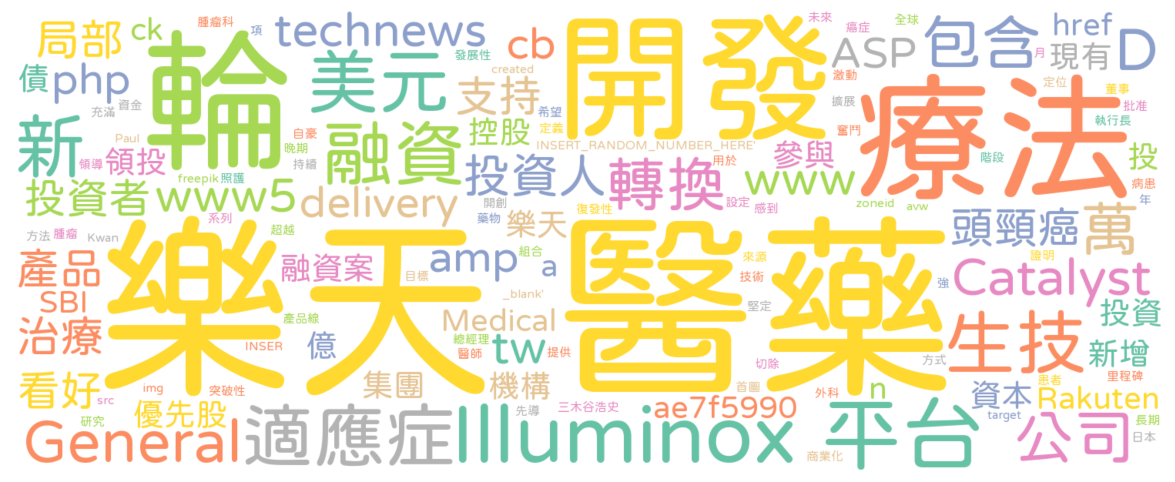 局部 ck technews cb 開發 未來 癌症 全球 ASP 包含 href D
腫瘤科 項 發展性 現有 月
債 php 輪 美元 created 支持 激動 擴展 定位 董事 批准
充滿 資金 希望 療法 執行長
新 Paul 自豪 融資 控股 定義 INSERT_RANDOM_NUMBER_HERE' 奮鬥 階段 投
領導 領投 晚期 持續 投資人 轉換 用於 參與 www 病患
投資者 www5 freepik 照護 delivery 開創 設定 zoneid avw 年
方法 腫瘤 Kwan 系列 超越 藥物 樂天 復發性 感到 頭頸癌 萬
產品 樂天醫藥 融資案 目標 amp a 組合 來源 技術 強 Catalyst 證明
SBI 產品線 _blank' 堅定 投資
治療 INSER 億 Medical 總經理 醫師 tw 提供 切除 方式 生技 新增
看好 img src 突破性 集團 機構 首圖 外科 n 資本 患者 Rakuten 里程碑
研究 優先股 先導 三木谷浩史 ae7f5990 target 長期
General 適應症 Illuminox 商業化 平台 公司 日本